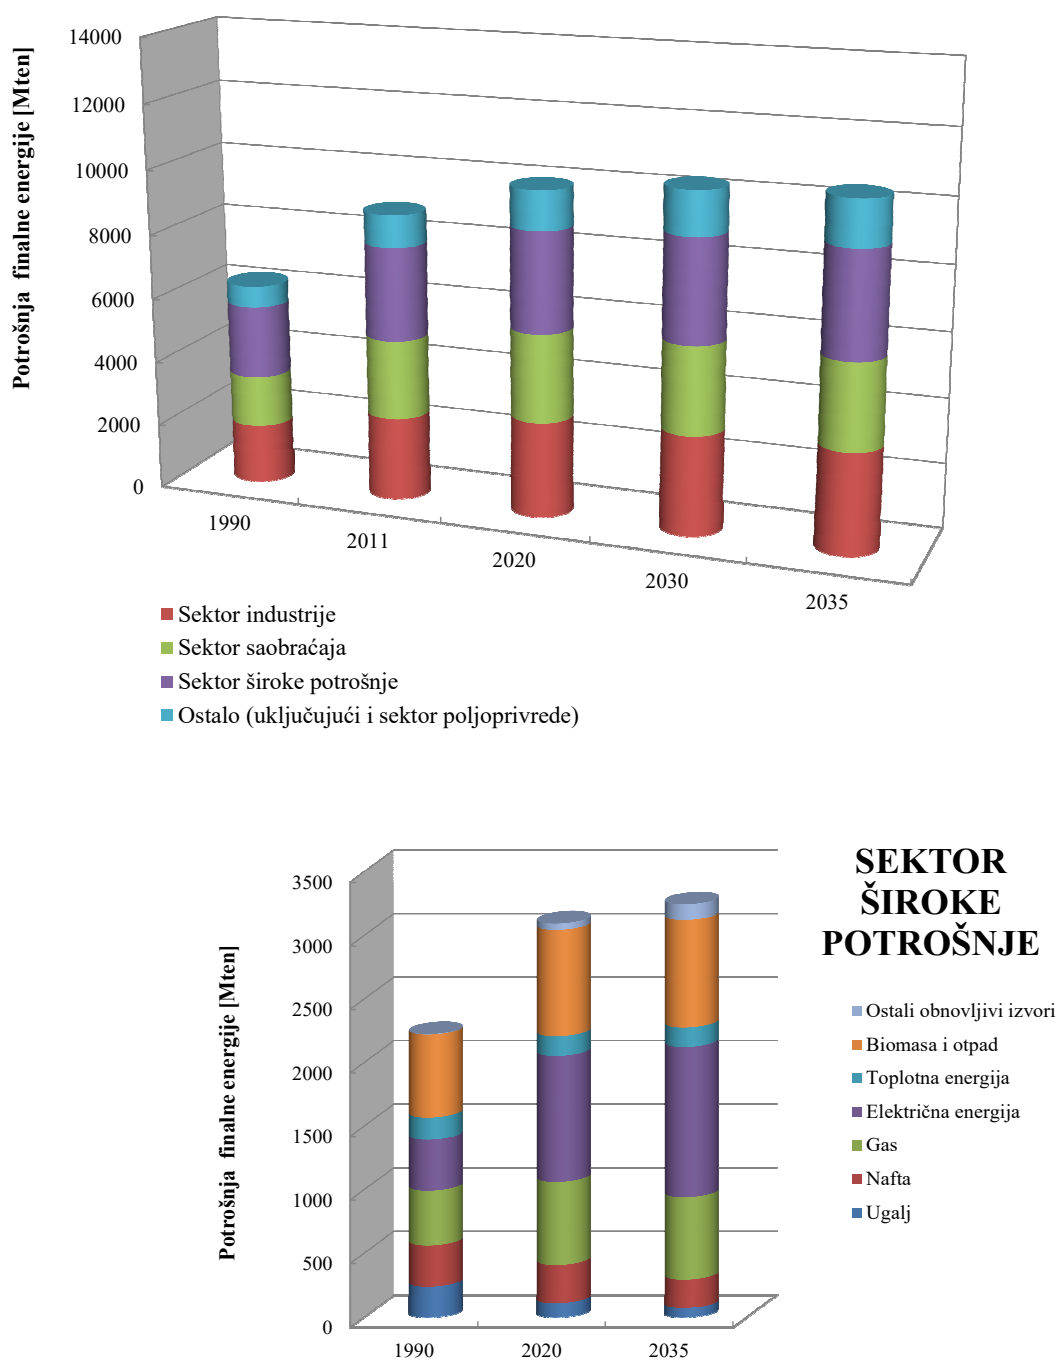 Potrošnja finalne energije [Mten]
14000
12000
10000
8000
6000
4000
2000
0
1990
2011
2020
2030
2035
Sektor industrije
Sektor saobraćaja
Sektor široke potrošnje
Ostalo (uključujući i sektor poljoprivrede)
SEKTOR
ŠIROKE
POTROŠNJE
Potrošnja finalne energije [Mten]
3500
3000
2500
2000
1500
1000
500
0
1990
2020
2035
Ostali obnovljivi izvori
Biomasa i otpad
Toplotna energija
Električna energija
Gas
Nafta
Ugalj